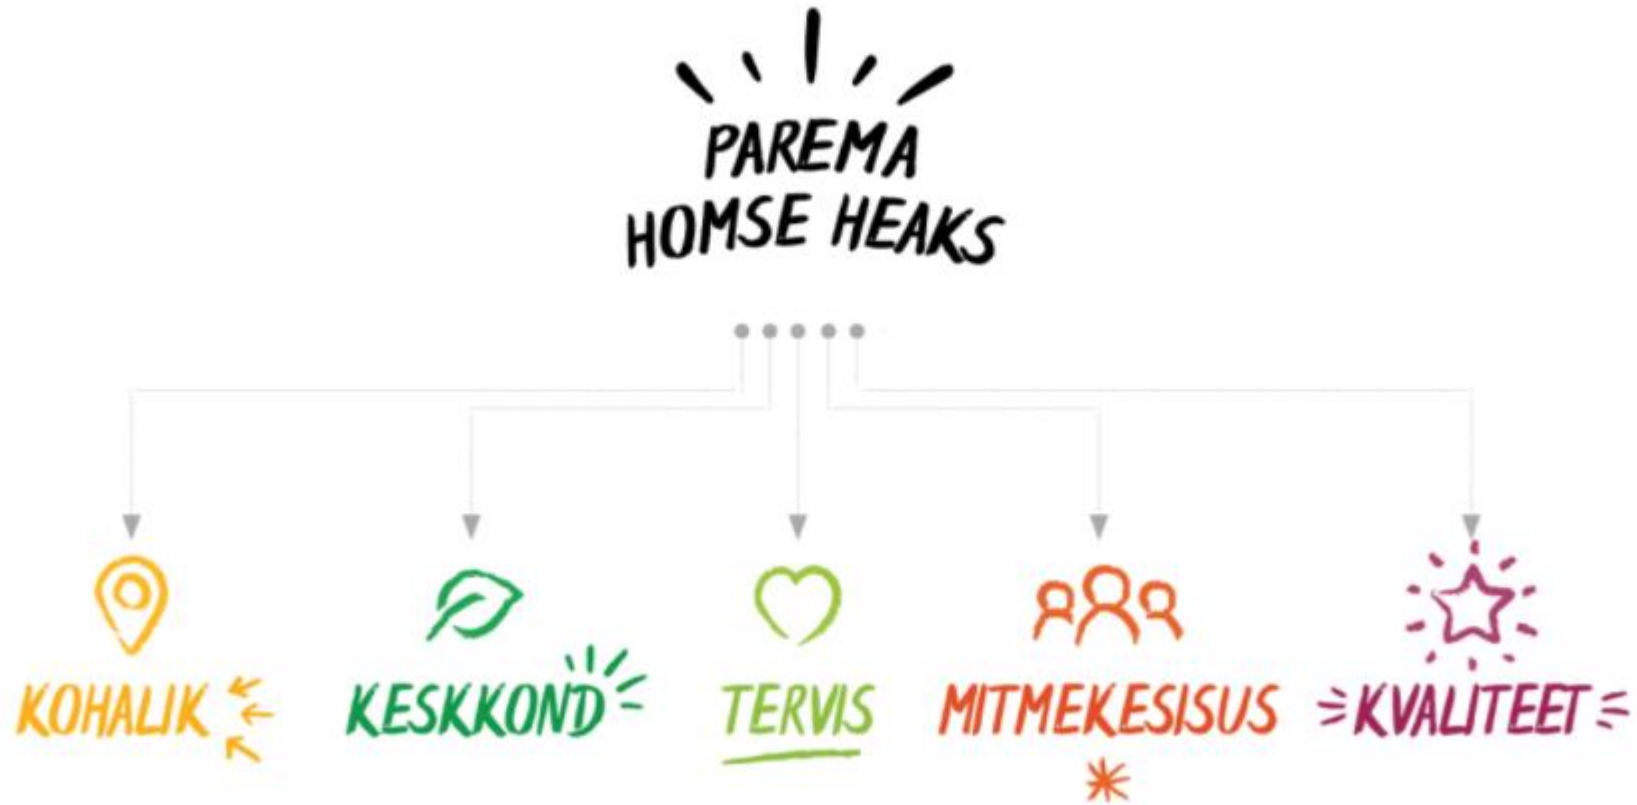 PAREMA
HOMSE HEAKS
KOHALIK
KESKKOND
TERVIS
MITMEKESISUS
KVALITEET